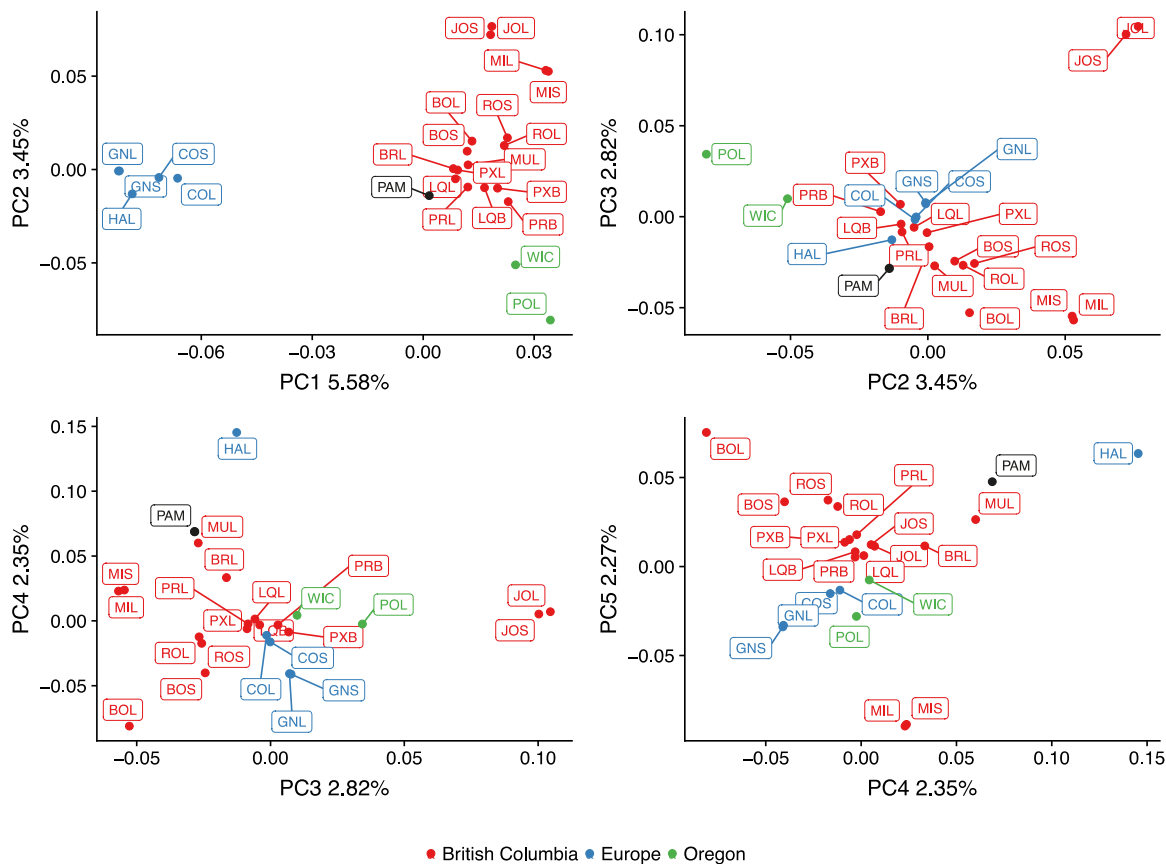 JOS JOL
MIL
MIS
BOL ROS
BOS ROL
BRL PXL MUL
PAM LQL PXB
PRL LQB PRB
GNL COS
GNS
HAL COL
WIC
POL
0.05
0.00
−0.05
PC2 3.45%
−0.06 −0.03 0.00 0.03
PC1 5.58%
JOL
JOS
POL PXB GNL
PRB COL GNS COS
WIC LQB LQL PXL
HAL PRL BOS ROS
PAM MUL ROL
BRL BOL MIS MIL
0.10
0.05
0.00
−0.05
PC3 2.82%
−0.05 0.00 0.05
PC2 3.45%
HAL
PAM MUL
MIS BRL
MIL PRL LQL WIC PRB POL JOL
PXL PXB JOS
ROL ROS COS
BOS COL GNS
BOL GNL
0.15
0.10
0.05
0.00
−0.05
PC4 2.35%
−0.05 0.00 0.05 0.10
PC3 2.82%
BOL PAM HAL
ROS PRL
BOS ROL MUL
PXB PXL JOS
LQB PRB LQL JOL BRL
COS COL WIC
GNL POL
GNS
MIL MIS
0.05
0.00
−0.05
PC5 2.27%
−0.05 0.00 0.05 0.10 0.15
PC4 2.35%
British Columbia Europe Oregon